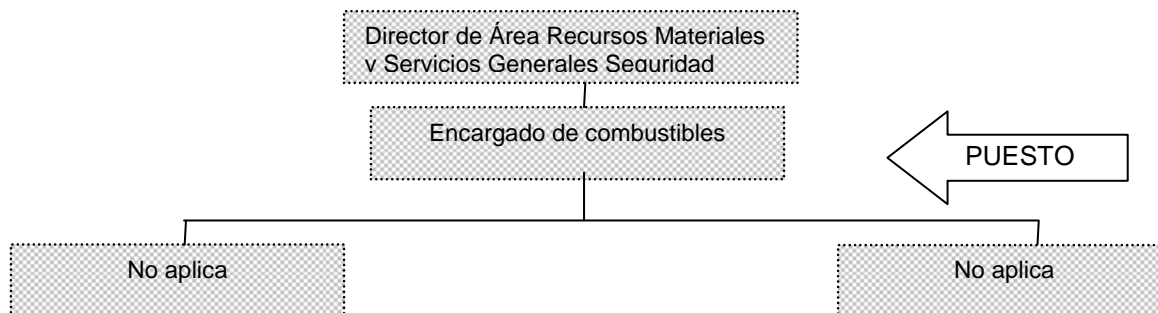 Director de Área Recursos Materiales
y Servicios Generales Seguridad
Encargado de combustibles
PUESTO
No aplica
No aplica